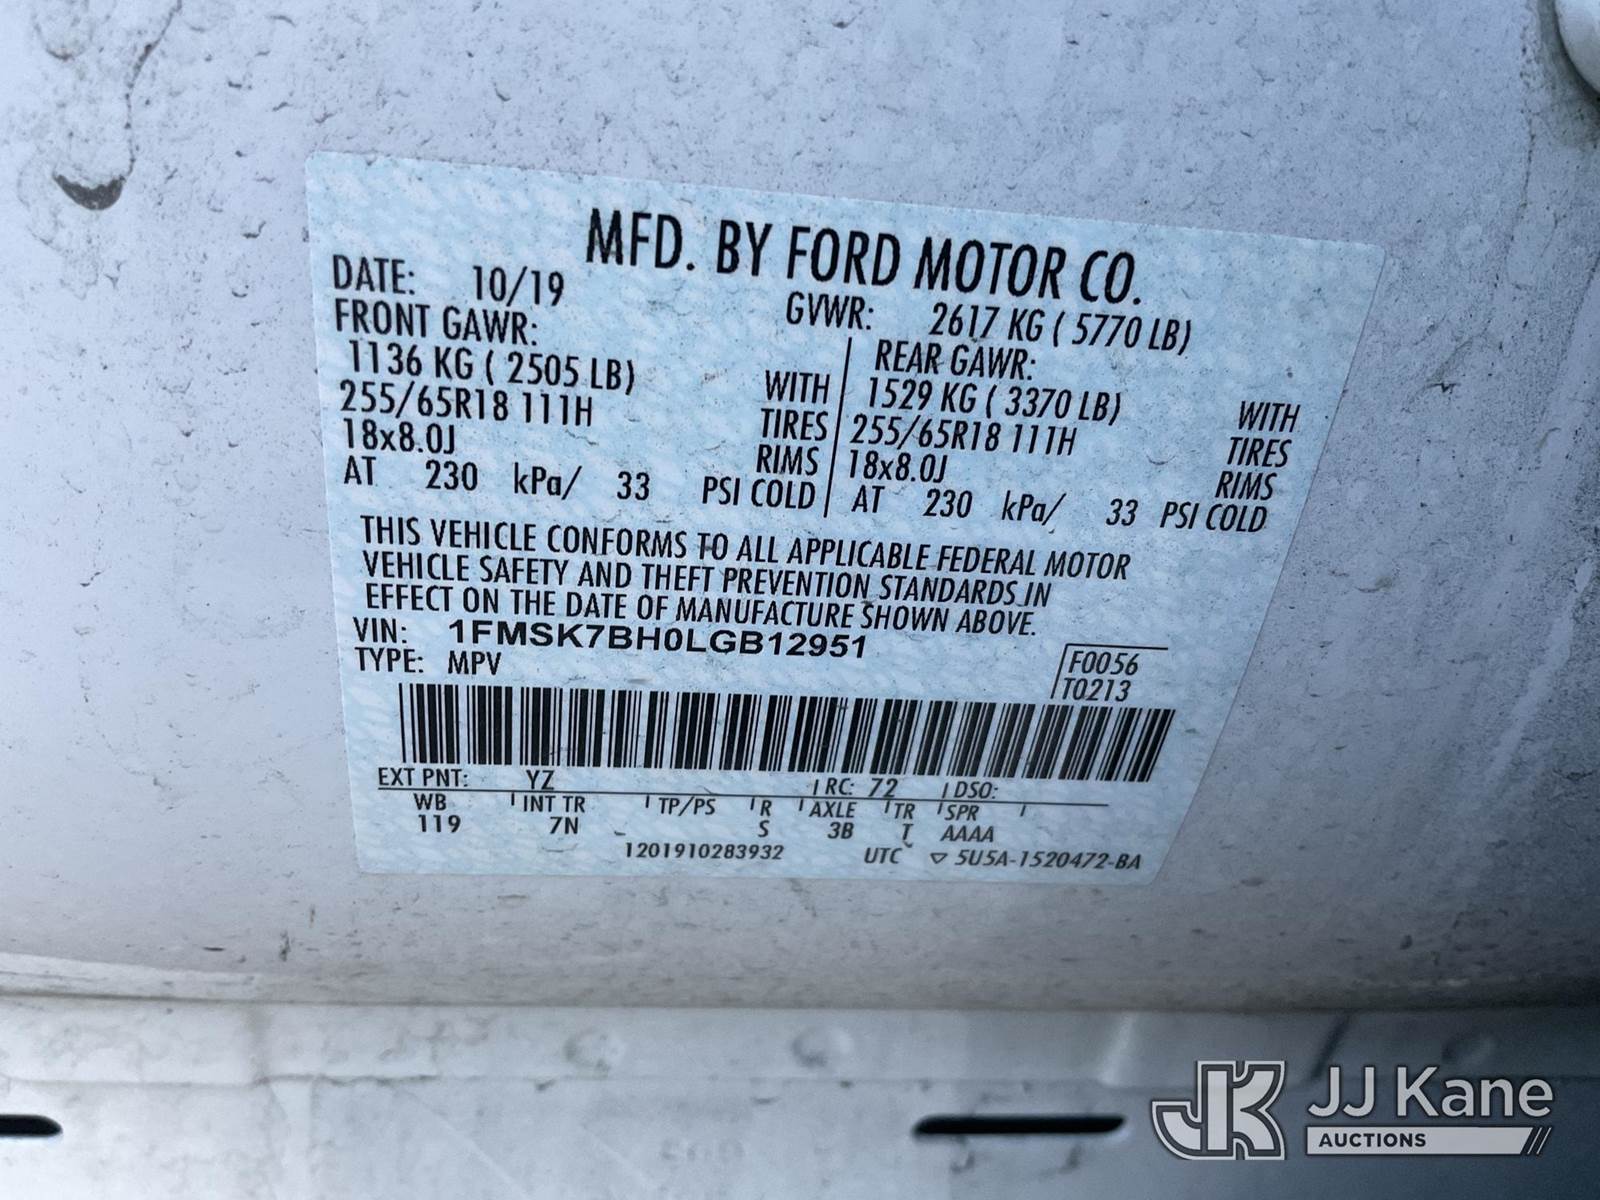 MFD. BY FORD MOTOR CO.
DATE: 10/19 GVWR: 2617 KG ( 5770 LB)
FRONT GAWR: REAR GAWR:
1136 KG ( 2505 LB) WITH 1529 KG ( 3370 LB) WITH
255/65R18 111H TIRES 255/65R18 111H TIRES
18x8.0J RIMS 18x8.0J RIMS
AT 230 kPa/ 33 PSI COLD AT 230 kPa/ 33 PSI COLD
THIS VEHICLE CONFORMS TO ALL APPLICABLE FEDERAL MOTOR
VEHICLE SAFETY AND THEFT PREVENTION STANDARDS IN
EFFECT ON THE DATE OF MANUFACTURE SHOWN ABOVE.
VIN: 1FMSK7BH0LGB12951
TYPE: MPV
F0056
T0213
EXT PNT: YZ RC: 72 DSO:
WB INT TR TP/PS R AXLE TR SPR
119 7N S 3B T AAAA
1201910283932 UTC ▽ 5U5A-1520472-BA
JK JJ Kane
AUCTIONS